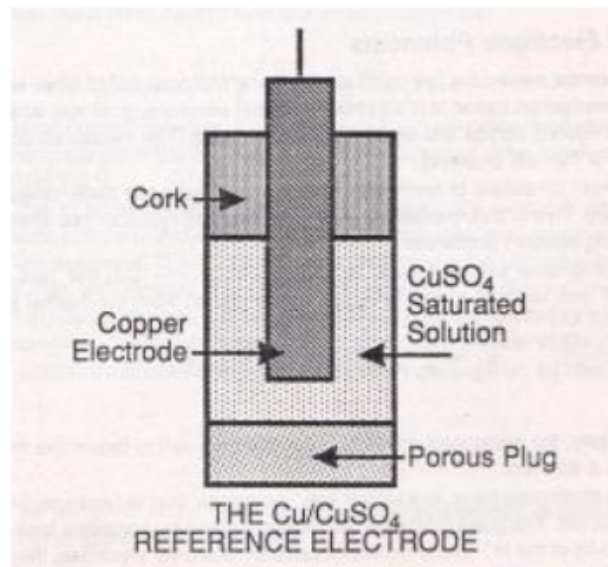 Cork
CuSO₄
Saturated
Solution
Copper
Electrode
Porous Plug
THE Cu/CuSO₄
REFERENCE ELECTRODE